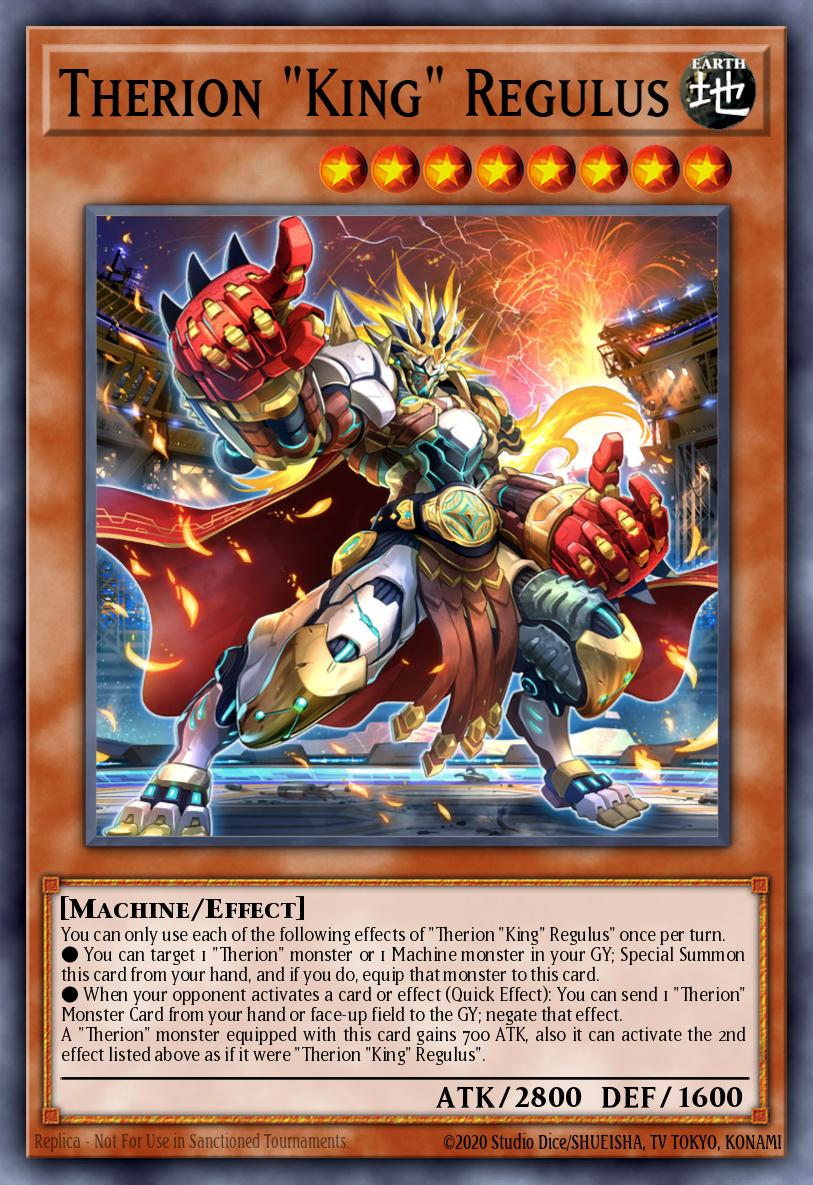 Therion "King" Regulus
EARTH
地
[Machine/Effect]
You can only use each of the following effects of "Therion "King" Regulus" once per turn.
● You can target 1 "Therion" monster or 1 Machine monster in your GY; Special Summon
this card from your hand, and if you do, equip that monster to this card.
● When your opponent activates a card or effect (Quick Effect): You can send 1 "Therion"
Monster Card from your hand or face-up field to the GY; negate that effect.
A "Therion" monster equipped with this card gains 700 ATK, also it can activate the 2nd
effect listed above as if it were "Therion "King" Regulus".
ATK/2800 DEF/1600
Replica - Not For Use in Sanctioned Tournaments.
©2020 Studio Dice/SHUEISHA, TV TOKYO, KONAMI